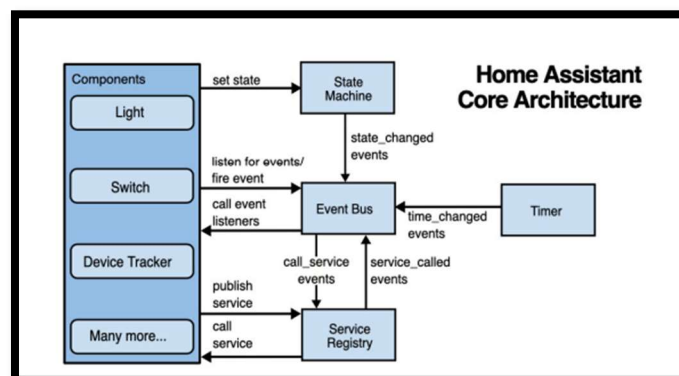 Home Assistant
Core Architecture
Components
Light
Switch
Device Tracker
Many more...
set state
State
Machine
state_changed
events
listen for events/
fire event
call event
listeners
Event Bus
time_changed
events
Timer
call_service
events
service_called
events
publish
service
call
service
Service
Registry